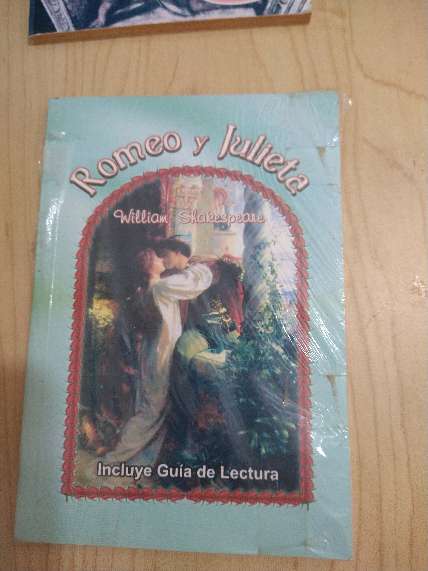 Romeo y Julieta
William Shakespeare
Incluye Guía de Lectura